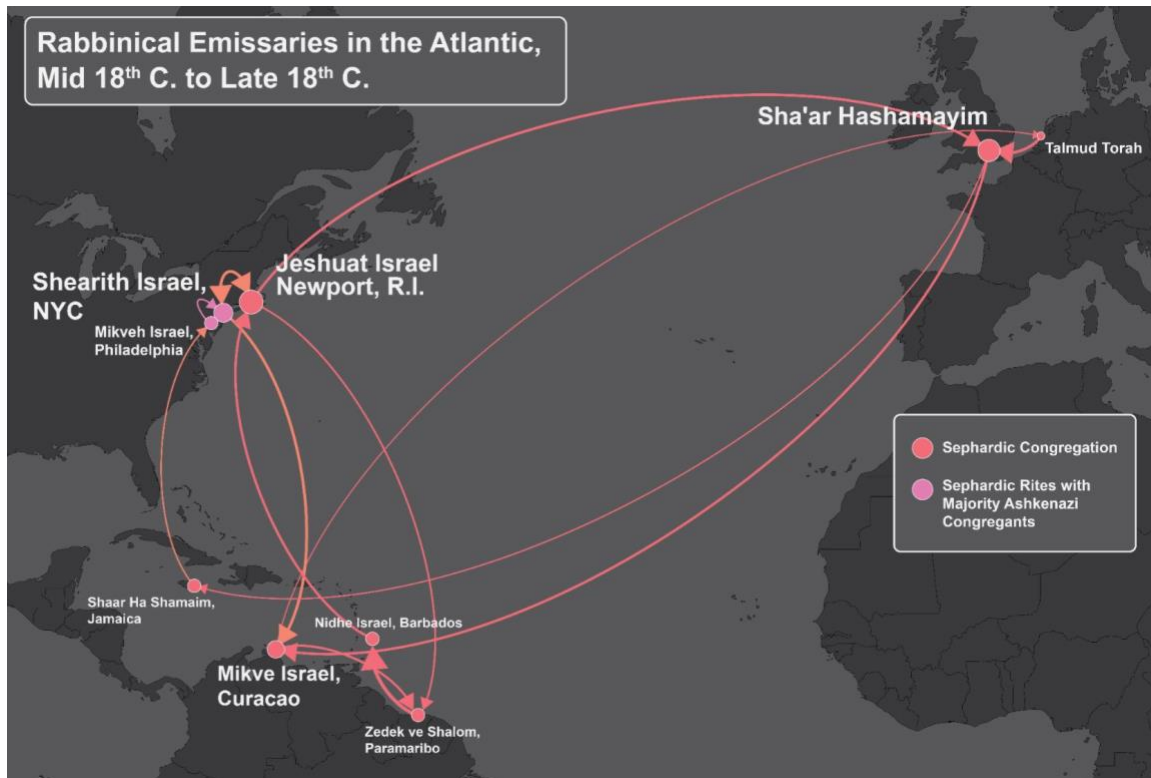 Rabbinical Emissaries in the Atlantic,
Mid 18th C. to Late 18th C.
Sha'ar Hashamayim
Talmud Torah
Jeshuat Israel
Newport, R.I.
Shearith Israel,
NYC
Mikveh Israel,
Philadelphia
Sephardic Congregation
Sephardic Rites with
Majority Ashkenazi
Congregants
Shaar Ha Shamaim,
Jamaica
Nidhe Israel, Barbados
Mikve Israel,
Curacao
Zedek ve Shalom,
Paramaribo